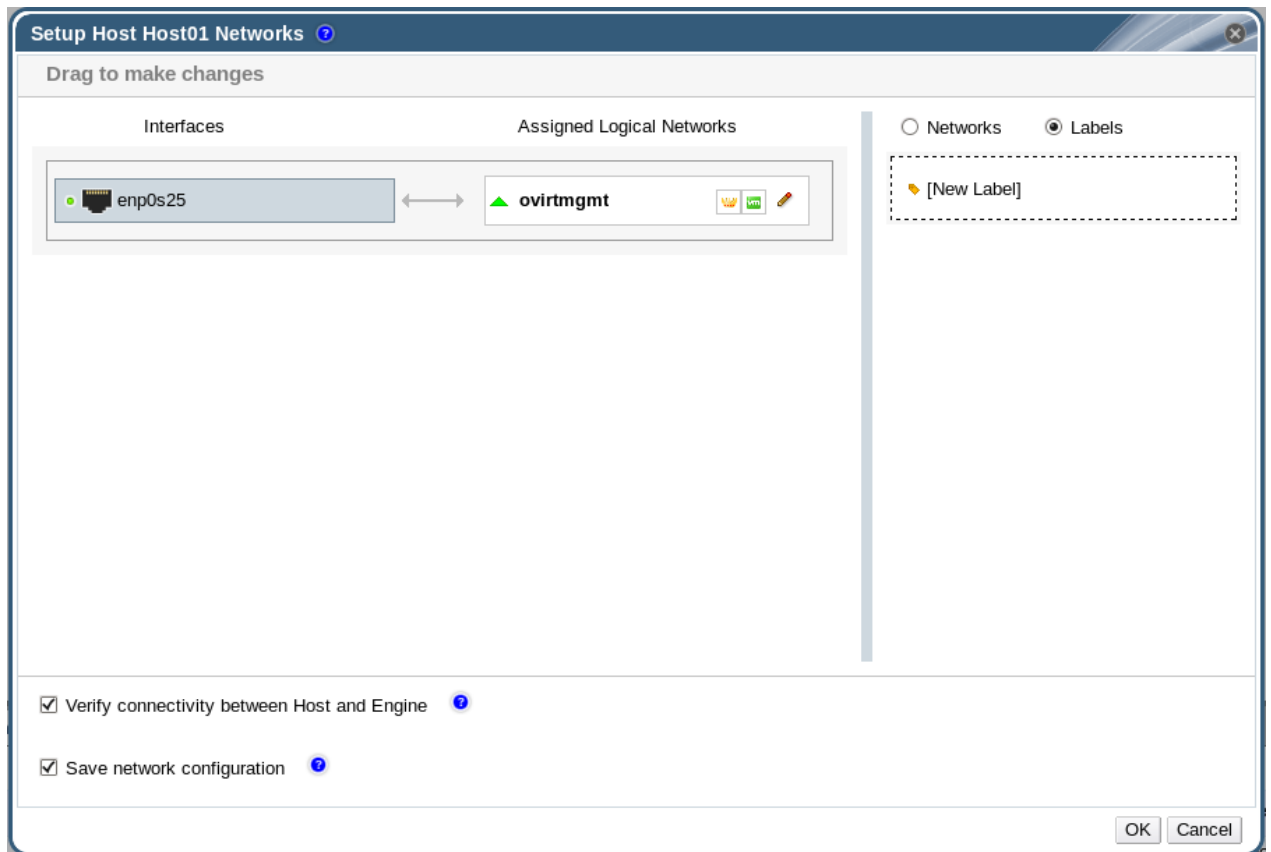 Setup Host Host01 Networks ?
Drag to make changes
Interfaces
Assigned Logical Networks
Networks
Labels
enp0s25
ovirtmgmt
vm
[New Label]
Verify connectivity between Host and Engine ?
Save network configuration ?
OK
Cancel